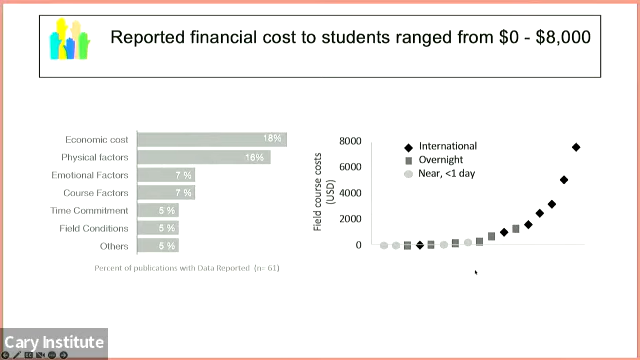 Reported financial cost to students ranged from $0 - $8,000
Economic cost 18%
Physical factors 16%
Emotional Factors 7 %
Course Factors 7 %
Time Commitment 5 %
Field Conditions 5 %
Others 5 %
Percent of publications with Data Reported (n= 61)
Field course costs
(USD)
8000
6000
4000
2000
0
International
Overnight
Near, <1 day
Cary Institute